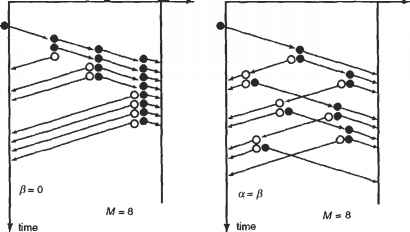 β = 0
M = 8
time
α = β
M = 8
time